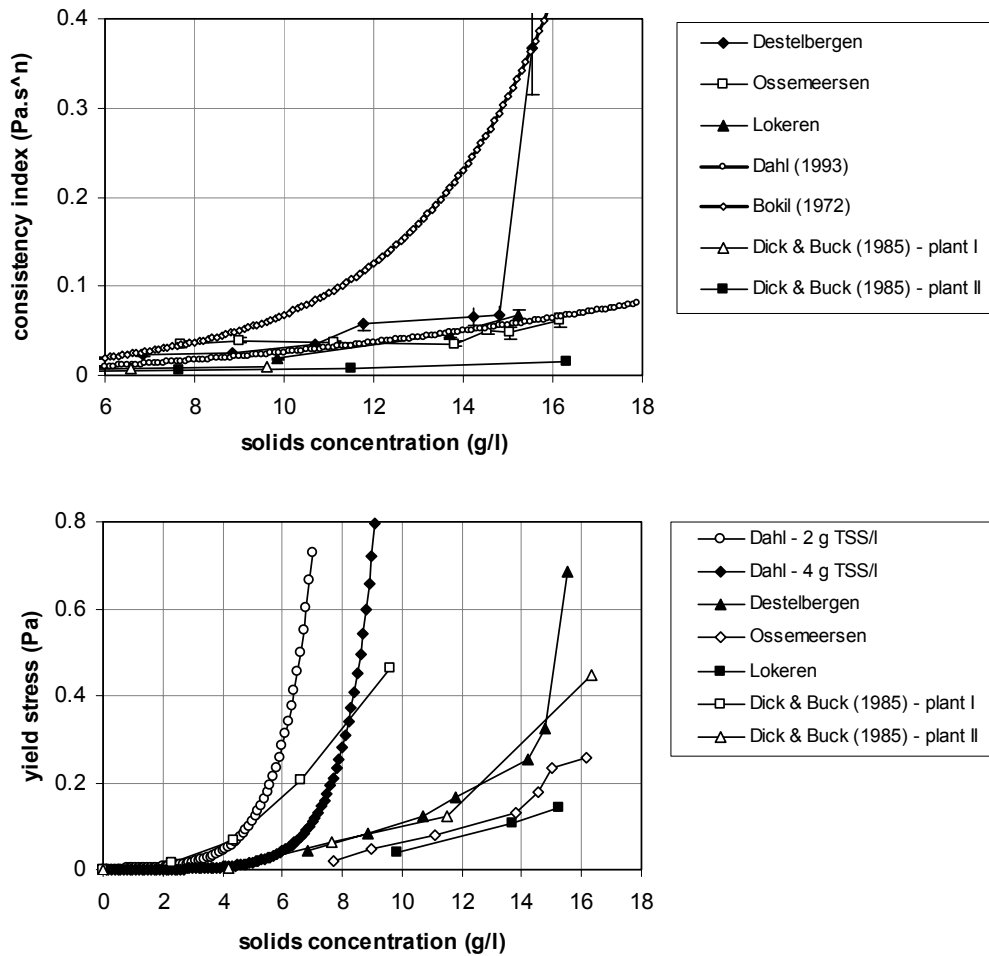 consistency index (Pa.s^n)
0.4
0.3
0.2
0.1
0
6
8
10
12
14
16
18
solids concentration (g/l)
Destelbergen
Ossemeersen
Lokeren
Dahl (1993)
Bokil (1972)
Dick & Buck (1985) - plant I
Dick & Buck (1985) - plant II
yield stress (Pa)
0.8
0.6
0.4
0.2
0
0
2
4
6
8
10
12
14
16
18
solids concentration (g/l)
Dahl - 2 g TSS/l
Dahl - 4 g TSS/l
Destelbergen
Ossemeersen
Lokeren
Dick & Buck (1985) - plant I
Dick & Buck (1985) - plant II